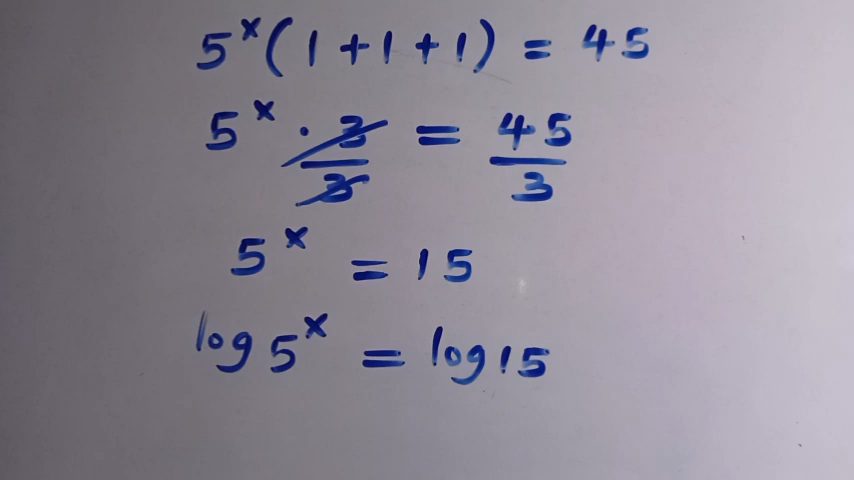 5^x(1+1+1) = 45
5^x · 3/3 = 45/3
5^x = 15
log 5^x = log 15